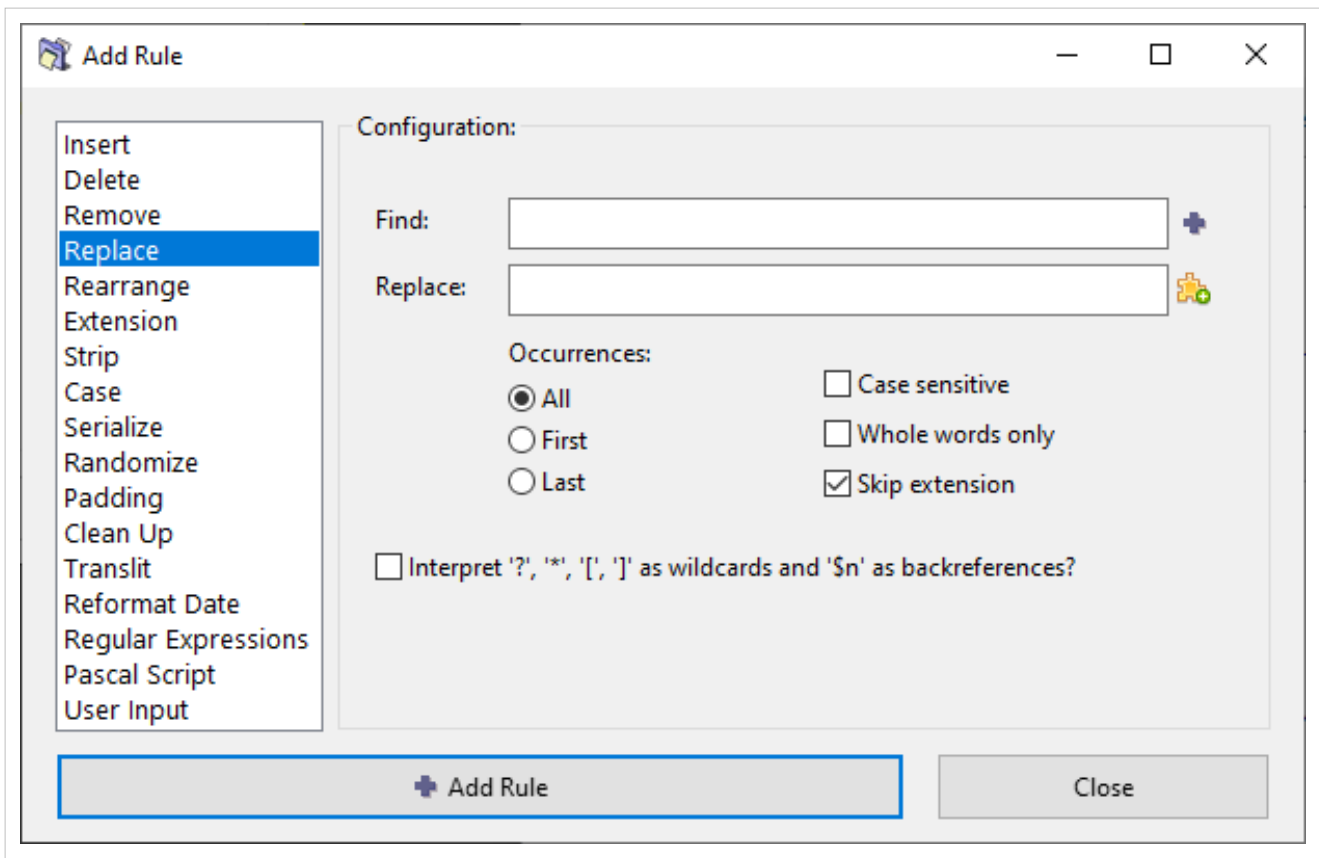 Add Rule
Insert
Delete
Remove
Replace
Rearrange
Extension
Strip
Case
Serialize
Randomize
Padding
Clean Up
Translit
Reformat Date
Regular Expressions
Pascal Script
User Input
Configuration:
Find:
Replace:
Occurrences:
All
First
Last
Case sensitive
Whole words only
Skip extension
Interpret '?', '*', '[', ']' as wildcards and '$n' as backreferences?
Add Rule
Close